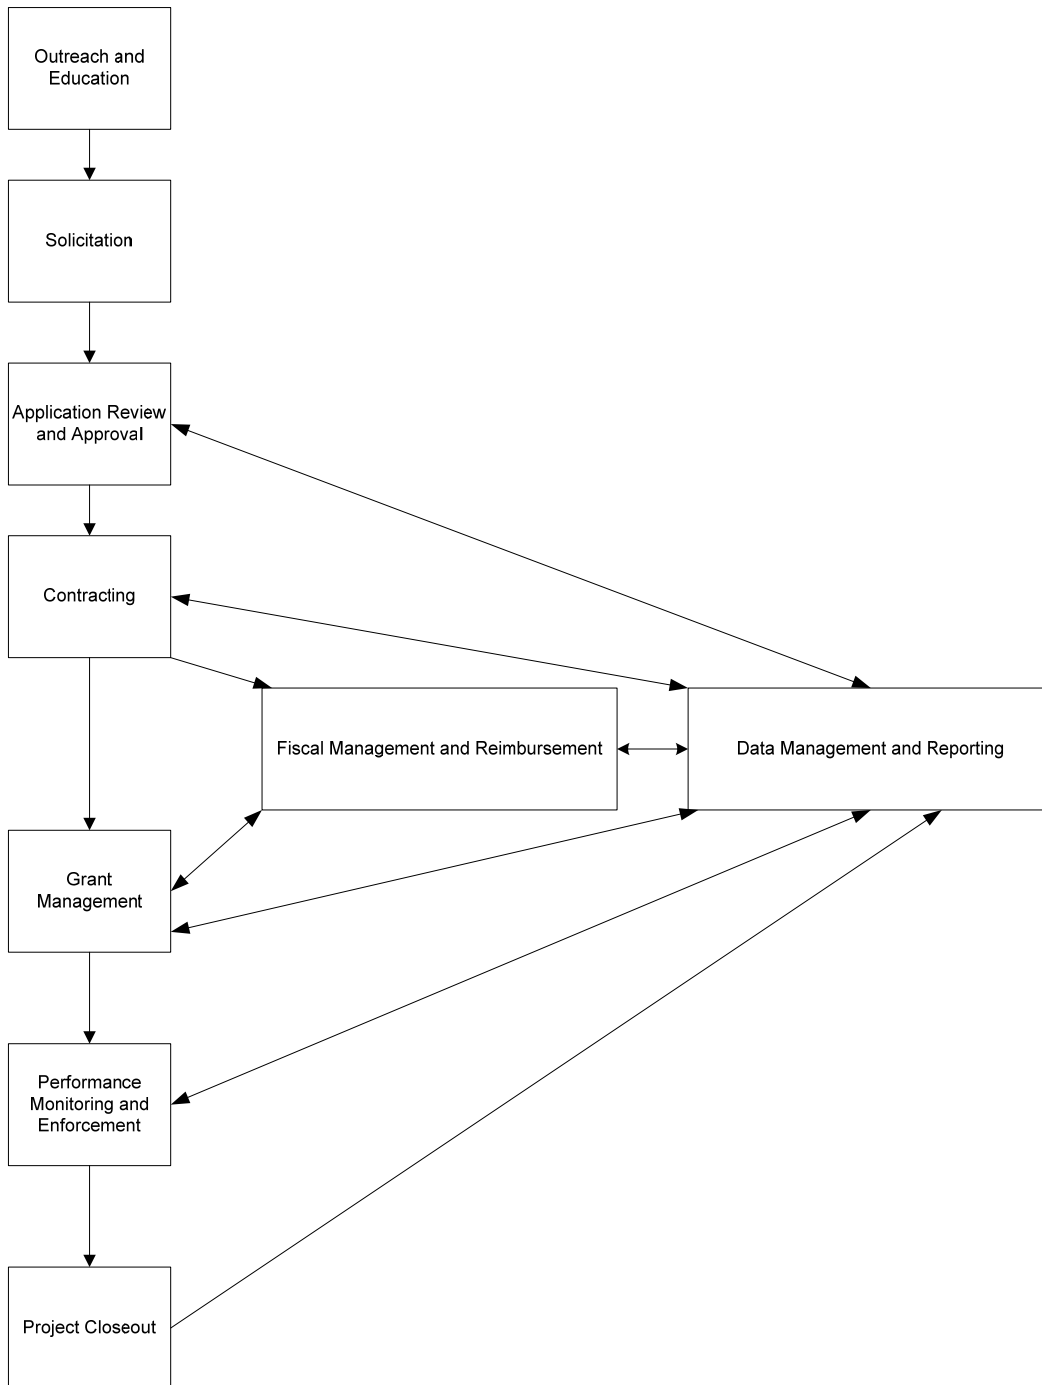 Outreach and
Education
Solicitation
Application Review
and Approval
Contracting
Fiscal Management and Reimbursement
Data Management and Reporting
Grant
Management
Performance
Monitoring and
Enforcement
Project Closeout